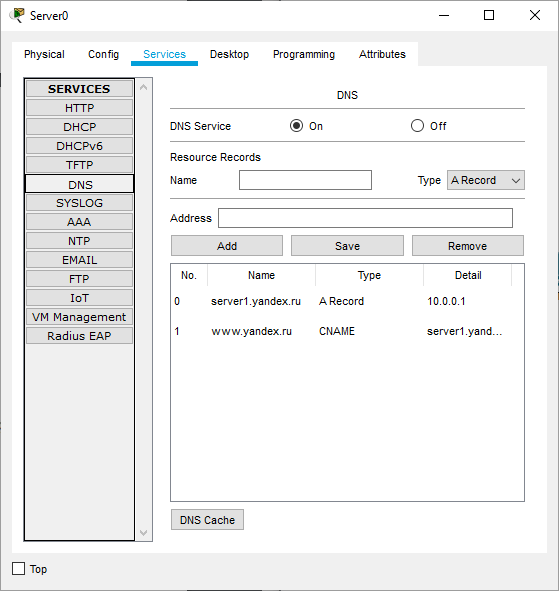 Server0
Physical Config Services Desktop Programming Attributes
SERVICES
HTTP
DHCP
DHCPv6
TFTP
DNS
SYSLOG
AAA
NTP
EMAIL
FTP
IoT
VM Management
Radius EAP
DNS
DNS Service On Off
Resource Records
Name Type A Record
Address
Add Save Remove
No. Name Type Detail
0 server1.yandex.ru A Record 10.0.0.1
1 www.yandex.ru CNAME server1.yand...
DNS Cache
Top